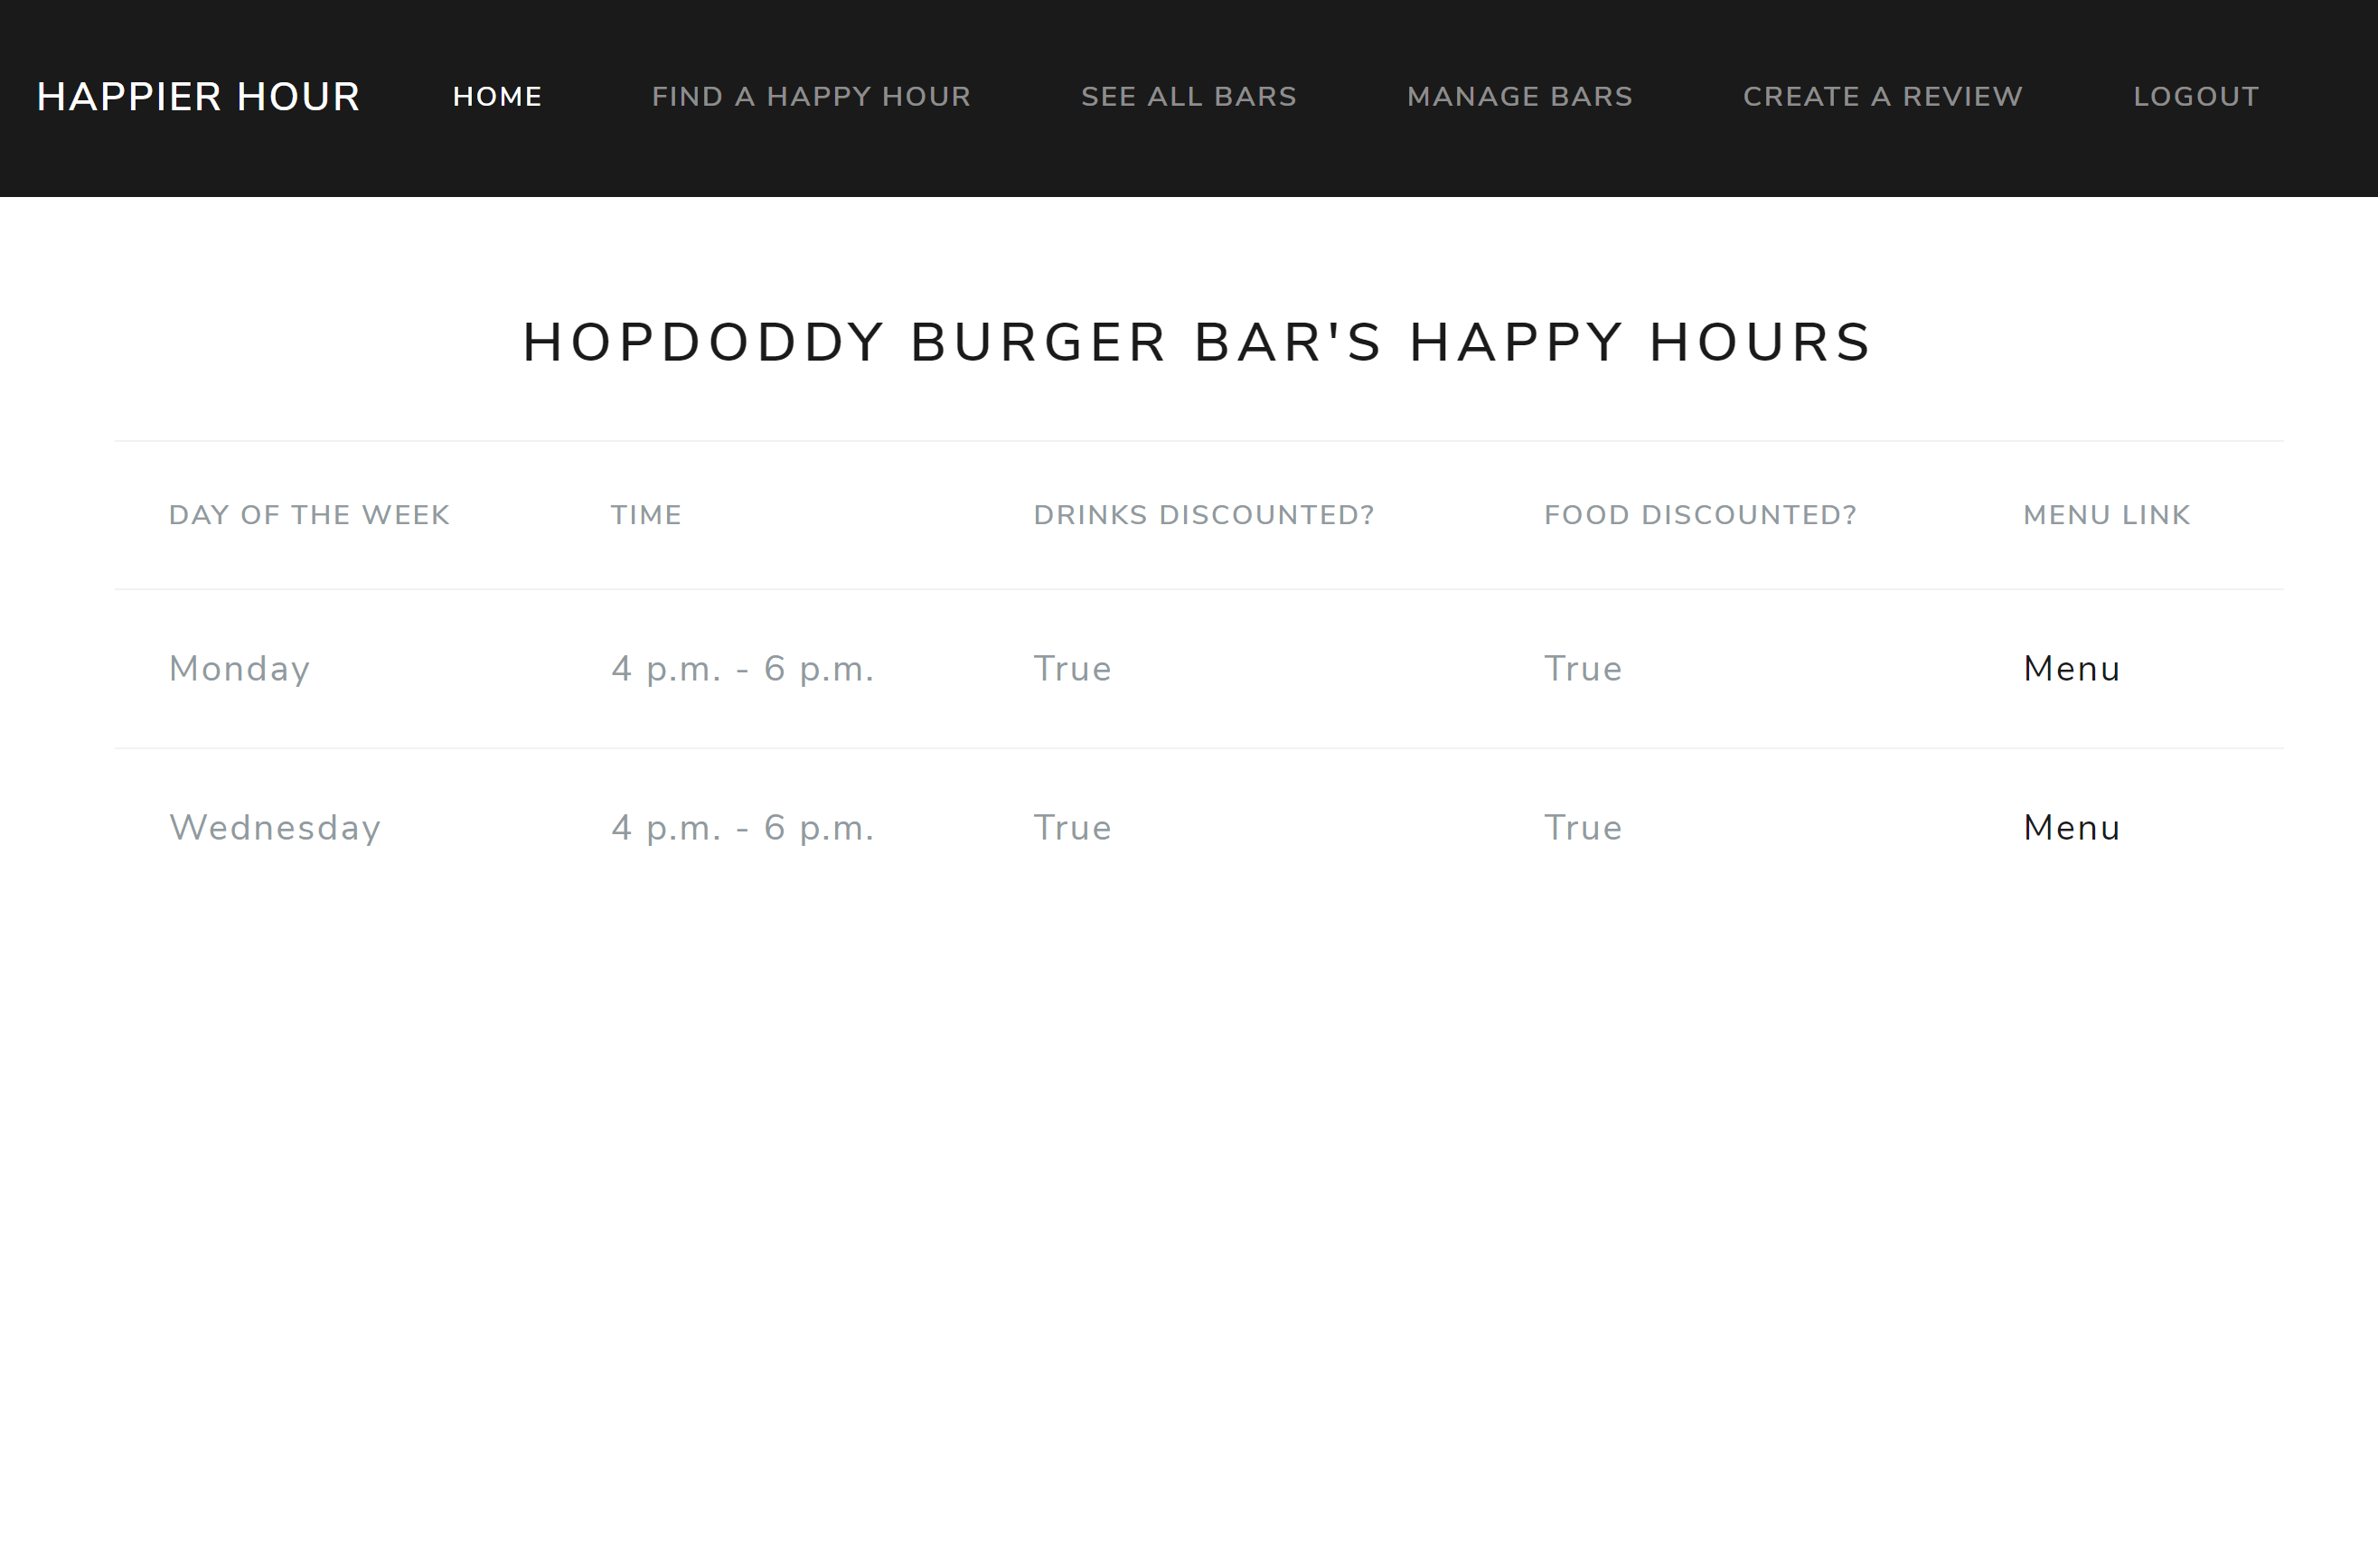 HAPPIER HOUR HOME FIND A HAPPY HOUR SEE ALL BARS MANAGE BARS CREATE A REVIEW LOGOUT
HOPDODDY BURGER BAR'S HAPPY HOURS
DAY OF THE WEEK TIME DRINKS DISCOUNTED? FOOD DISCOUNTED? MENU LINK
Monday 4 p.m. - 6 p.m. True True Menu
Wednesday 4 p.m. - 6 p.m. True True Menu